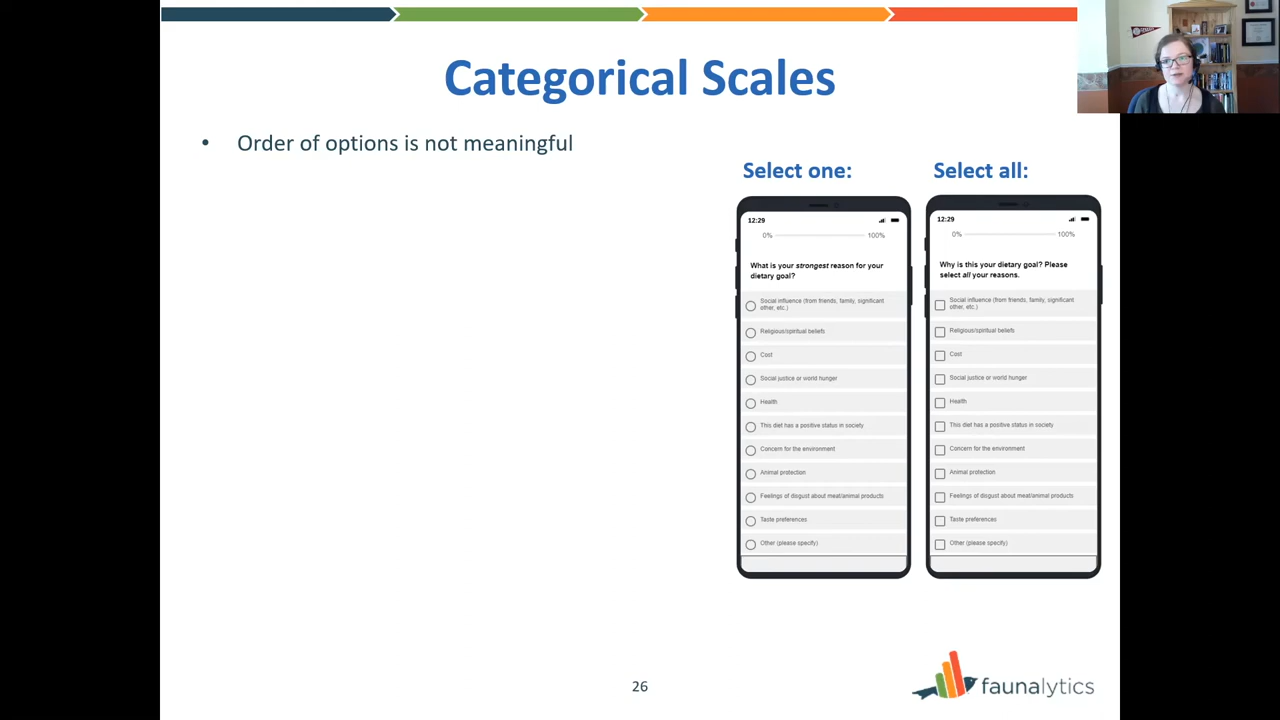 Categorical Scales
• Order of options is not meaningful
Select one:
12:29
0% 100%
What is your strongest reason for your
dietary goal?
Social influence (from friends, family, significant
other, etc.)
Religious/spiritual beliefs
Cost
Social justice or world hunger
Health
This diet has a positive status in society
Concern for the environment
Animal protection
Feelings of disgust about meat/animal products
Taste preferences
Other (please specify)
Select all:
12:29
0% 100%
Why is this your dietary goal? Please
select all your reasons.
Social influence (from friends, family, significant
other, etc.)
Religious/spiritual beliefs
Cost
Social justice or world hunger
Health
This diet has a positive status in society
Concern for the environment
Animal protection
Feelings of disgust about meat/animal products
Taste preferences
Other (please specify)
26
faunalytics